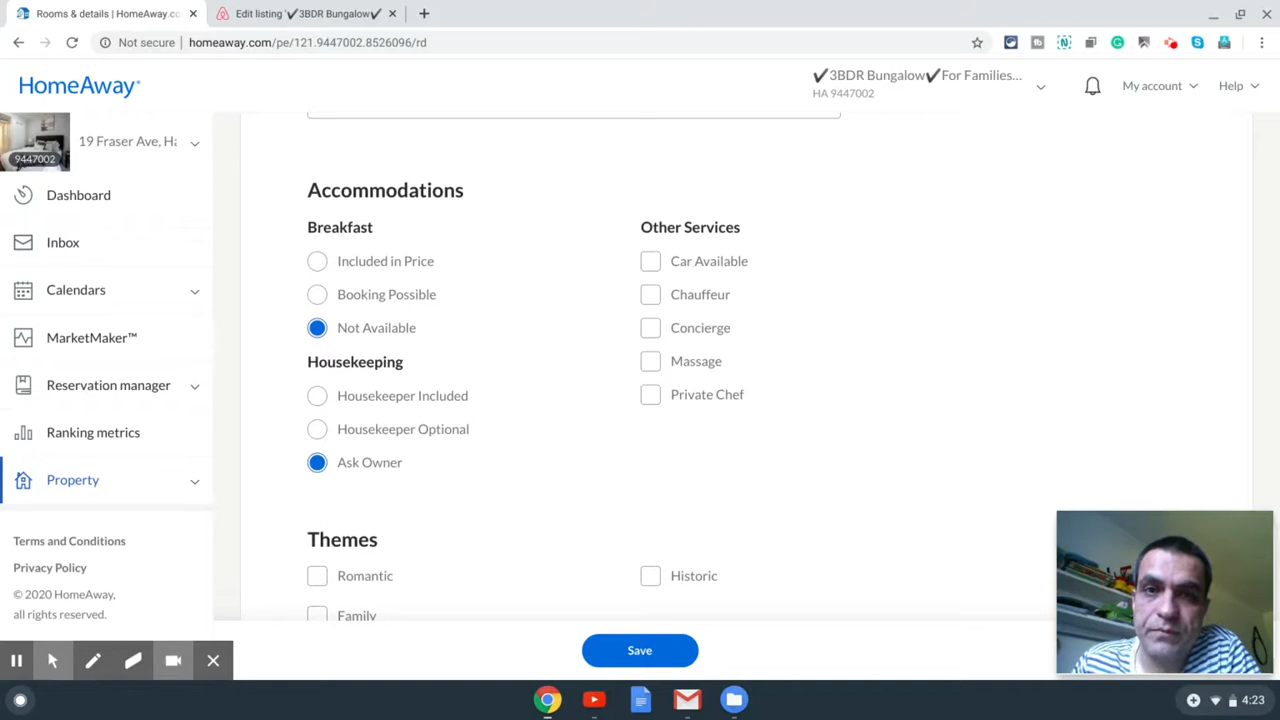 Rooms & details | HomeAway.co
Edit listing '✔3BDR Bungalow✔
Not secure | homeaway.com/pe/121.9447002.8526096/rd
HomeAway
✔3BDR Bungalow✔For Families...
HA 9447002
My account
Help
9447002
19 Fraser Ave, Ha
Dashboard
Inbox
Calendars
MarketMaker™
Reservation manager
Ranking metrics
Property
Terms and Conditions
Privacy Policy
© 2020 HomeAway,
all rights reserved.
Accommodations
Breakfast
Included in Price
Booking Possible
Not Available
Housekeeping
Housekeeper Included
Housekeeper Optional
Ask Owner
Other Services
Car Available
Chauffeur
Concierge
Massage
Private Chef
Themes
Romantic
Historic
Family
Save
4:23